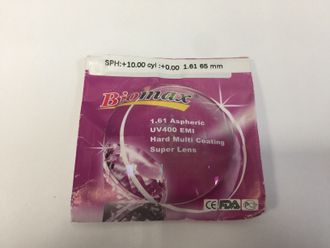 SPH:+10.00 cyl :+0.00 1.61 65 mm
Biomax
1.61 Aspheric
UV400 EMI
Hard Multi Coating
Super Lens
CE FDA